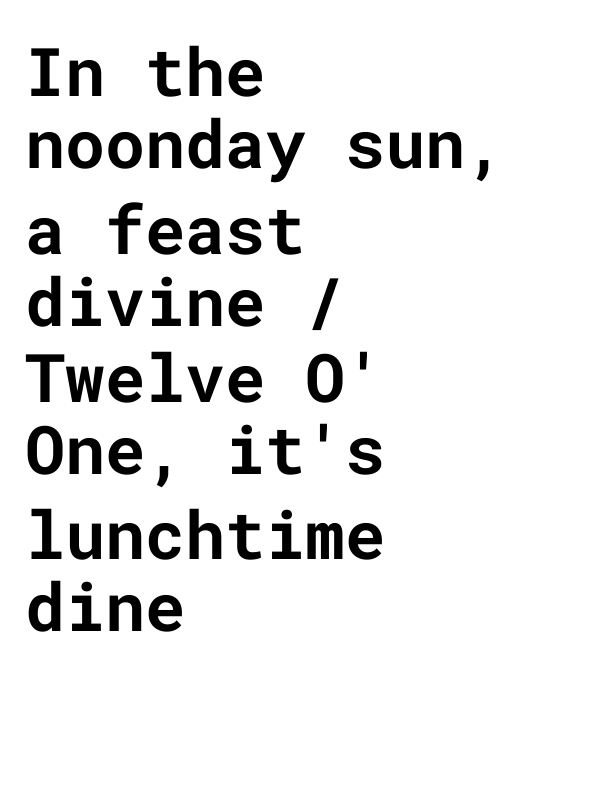 In the
noonday sun,
a feast
divine /
Twelve O'
One, it's
lunchtime
dine